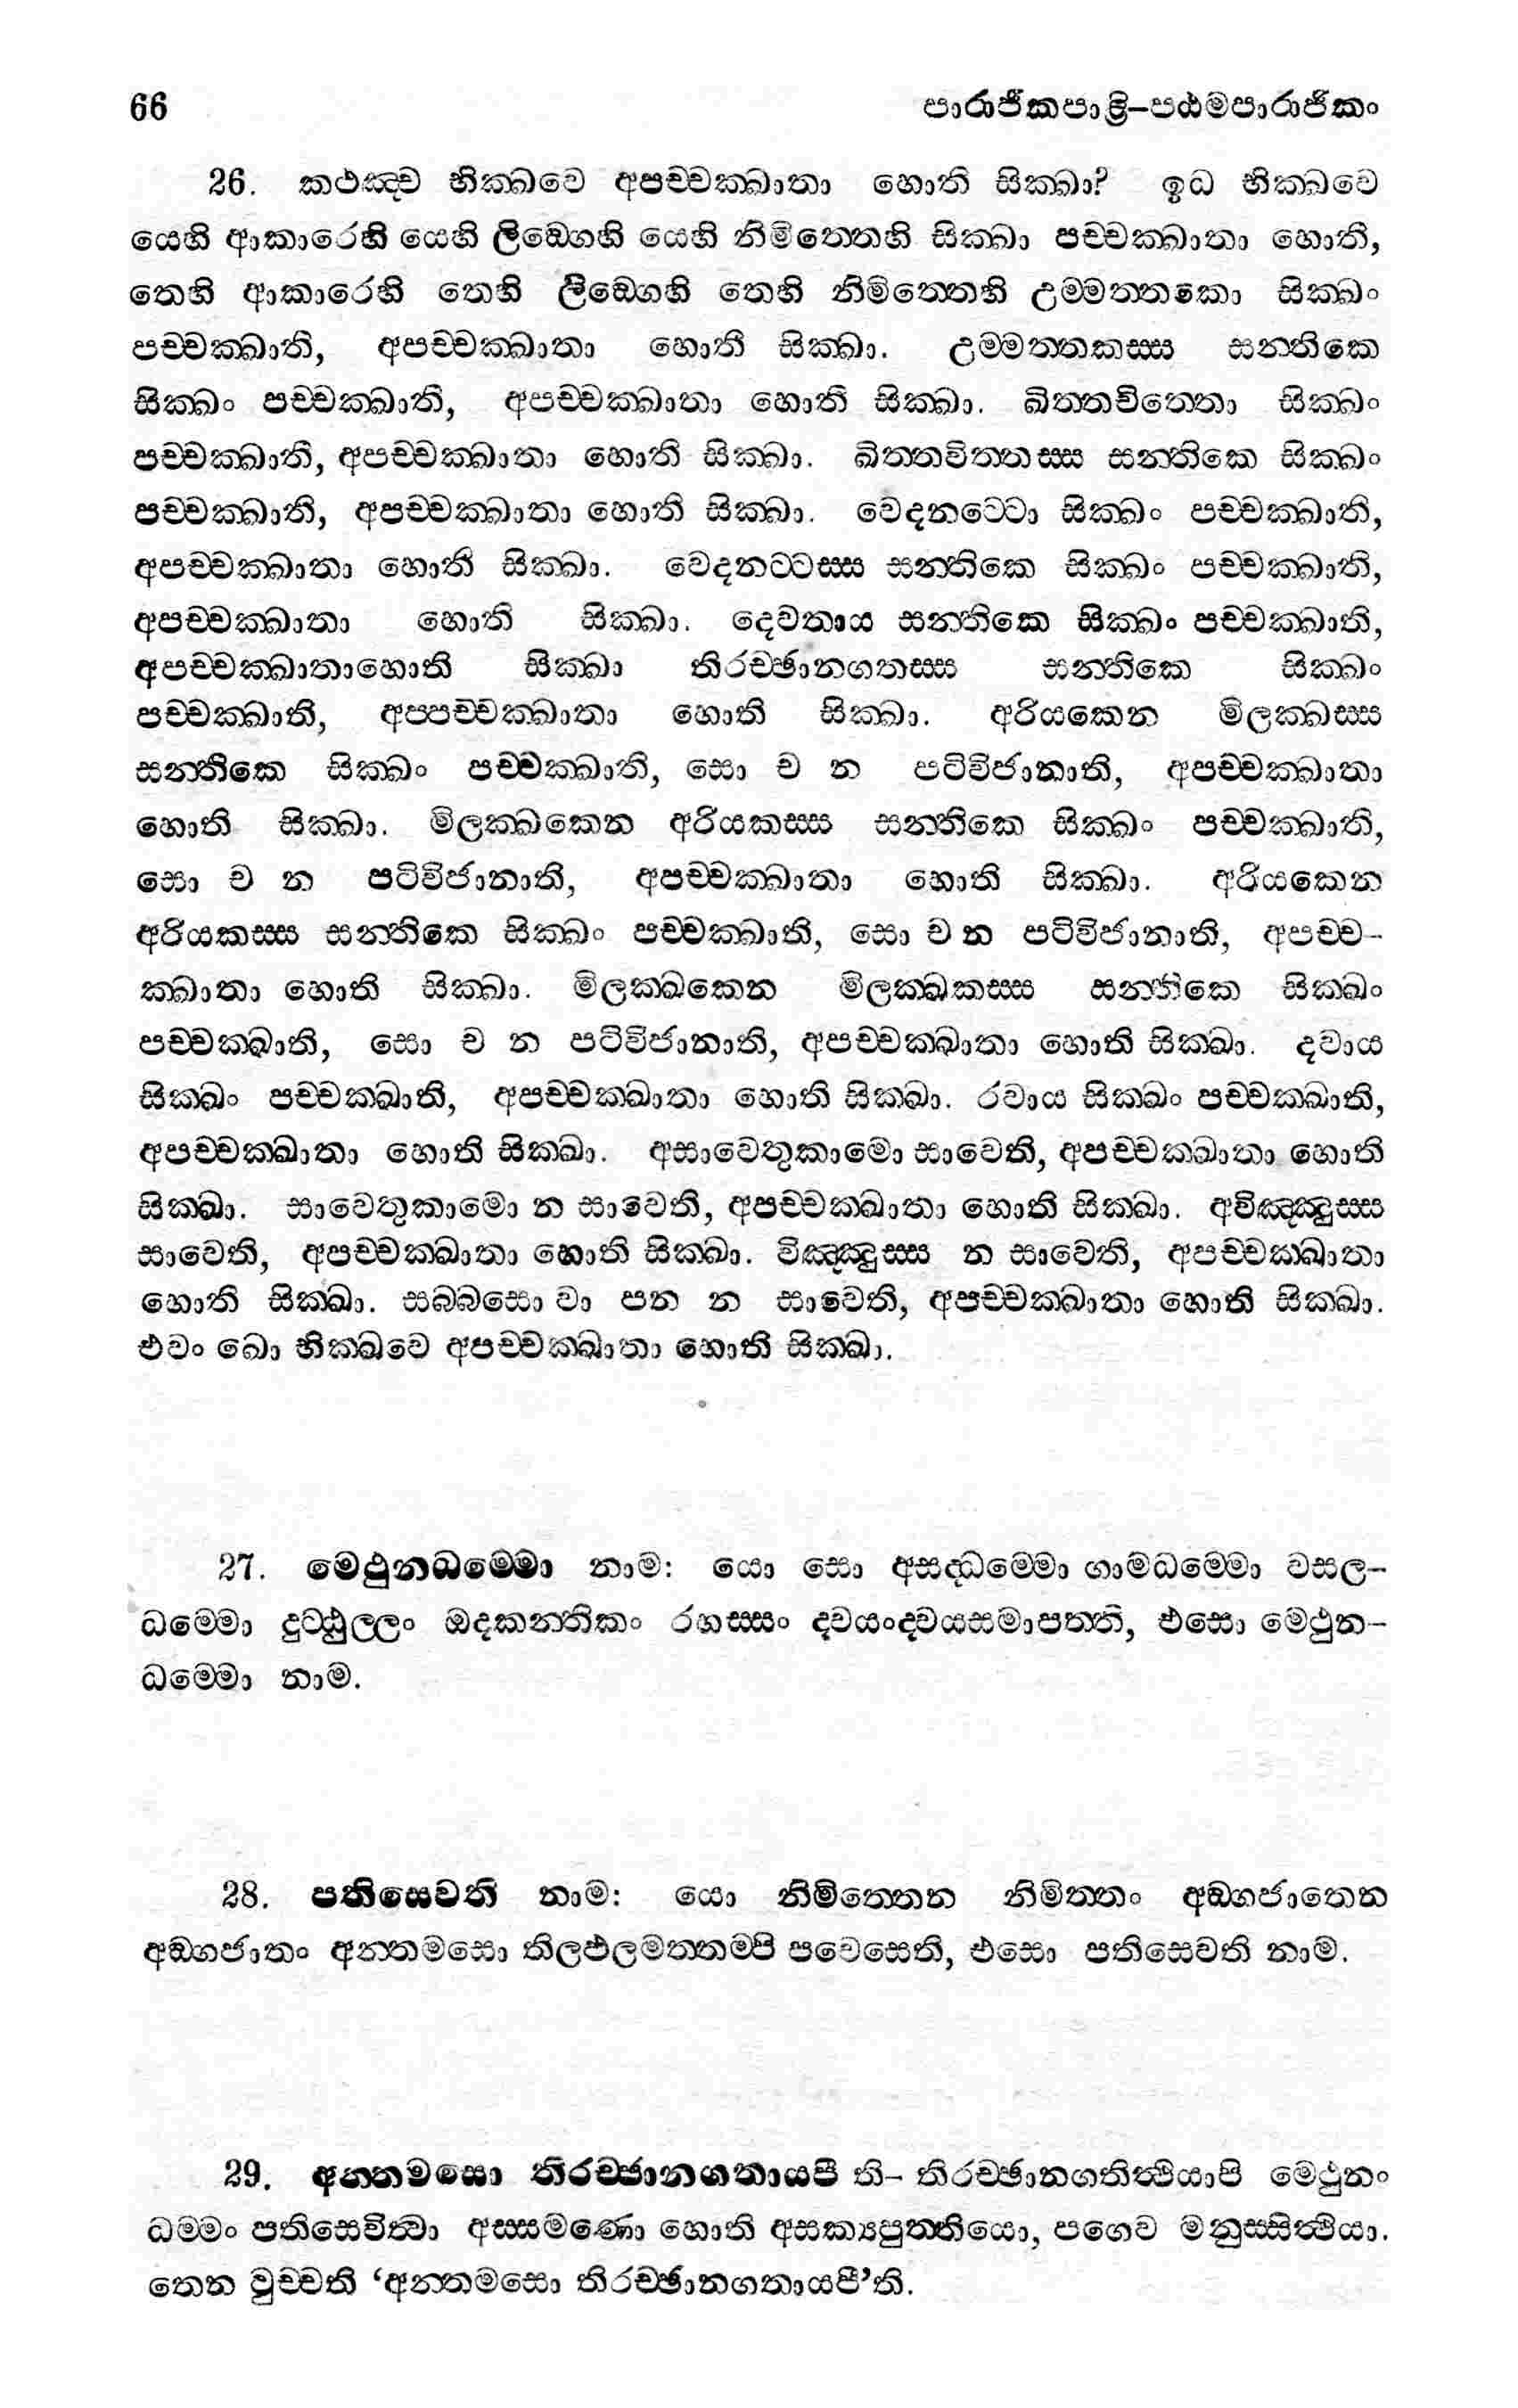 66 පාරාජිකපාළි–පඨමපාරාජිකං
26. කථඤ්ච භික්ඛවෙ අපච්චක්ඛාතා හොති සික්ඛා? ඉධ භික්ඛවෙ
යෙහි ආකාරෙහි යෙහි ලිඞ්ගෙහි යෙහි නිමිත්තෙහි සික්ඛා පච්චක්ඛාතා හොති,
තෙහි ආකාරෙහි තෙහි ලිඞ්ගෙහි තෙහි නිමිත්තෙහි උම්මත්තකො සික්ඛං
පච්චක්ඛාති, අපච්චක්ඛාතා හොති සික්ඛා. උම්මත්තකස්ස සන්තිකෙ
සික්ඛං පච්චක්ඛාති, අපච්චක්ඛාතා හොති සික්ඛා. ඛිත්තචිත්තො සික්ඛං
පච්චක්ඛාති, අපච්චක්ඛාතා හොති සික්ඛා. ඛිත්තචිත්තස්ස සන්තිකෙ සික්ඛං
පච්චක්ඛාති, අපච්චක්ඛාතා හොති සික්ඛා. වෙදනට්ටො සික්ඛං පච්චක්ඛාති,
අපච්චක්ඛාතා හොති සික්ඛා. වෙදනට්ටස්ස සන්තිකෙ සික්ඛං පච්චක්ඛාති,
අපච්චක්ඛාතා හොති සික්ඛා. දෙවතාය සන්තිකෙ සික්ඛං පච්චක්ඛාති,
අපච්චක්ඛාතාහොති සික්ඛා තිරච්ඡානගතස්ස සන්තිකෙ සික්ඛං
පච්චක්ඛාති, අප්පච්චක්ඛාතා හොති සික්ඛා. අරියකෙන මිලක්ඛස්ස
සන්තිකෙ සික්ඛං පච්චක්ඛාති, සො ච න පටිවිජානාති, අපච්චක්ඛාතා
හොති සික්ඛා. මිලක්ඛකෙන අරියකස්ස සන්තිකෙ සික්ඛං පච්චක්ඛාති,
සො ච න පටිවිජානාති, අපච්චක්ඛාතා හොති සික්ඛා. අරියකෙන
අරියකස්ස සන්තිකෙ සික්ඛං පච්චක්ඛාති, සො ච න පටිවිජානාති, අපච්ච-
ක්ඛාතා හොති සික්ඛා. මිලක්ඛකෙන මිලක්ඛකස්ස සන්තිකෙ සික්ඛං
පච්චක්ඛාති, සො ච න පටිවිජානාති, අපච්චක්ඛාතා හොති සික්ඛා. දවාය
සික්ඛං පච්චක්ඛාති, අපච්චක්ඛාතා හොති සික්ඛා. රවාය සික්ඛං පච්චක්ඛාති,
අපච්චක්ඛාතා හොති සික්ඛා. අසාවෙතුකාමො සාවෙති, අපච්චක්ඛාතා හොති
සික්ඛා. සාවෙතුකාමො න සාවෙති, අපච්චක්ඛාතා හොති සික්ඛා. අවිඤ්ඤුස්ස
සාවෙති, අපච්චක්ඛාතා හොති සික්ඛා. විඤ්ඤුස්ස න සාවෙති, අපච්චක්ඛාතා
හොති සික්ඛා. සබ්බසො වා පන න සාවෙති, අපච්චක්ඛාතා හොති සික්ඛා.
එවං ඛො භික්ඛවෙ අපච්චක්ඛාතා හොති සික්ඛා.
27. මෙථුනධම්මො නාම: යො සො අසද්ධම්මො ගාමධම්මො වසල-
ධම්මො දුට්ඨුල්ලං ඔදකන්තිකං රහස්සං ද්වයංද්වයසමාපත්ති, එසො මෙථුන-
ධම්මො නාම.
28. පතිසෙවති නාම: යො නිමිත්තෙන නිමිත්තං අඞ්ගජාතෙන
අඞ්ගජාතං අන්තමසො තිලඵලමත්තම්පි පවෙසෙති, එසො පතිසෙවති නාම.
29. අන්තමසො තිරච්ඡානගතායපී ති– තිරච්ඡානගතිත්ථියාපි මෙථුනං
ධම්මං පතිසෙවිත්වා අස්සමණො හොති අසක්‍යපුත්තියො, පගෙව මනුස්සිත්ථියා.
තෙන වුච්චති ‘අන්තමසො තිරච්ඡානගතායපී’ති.